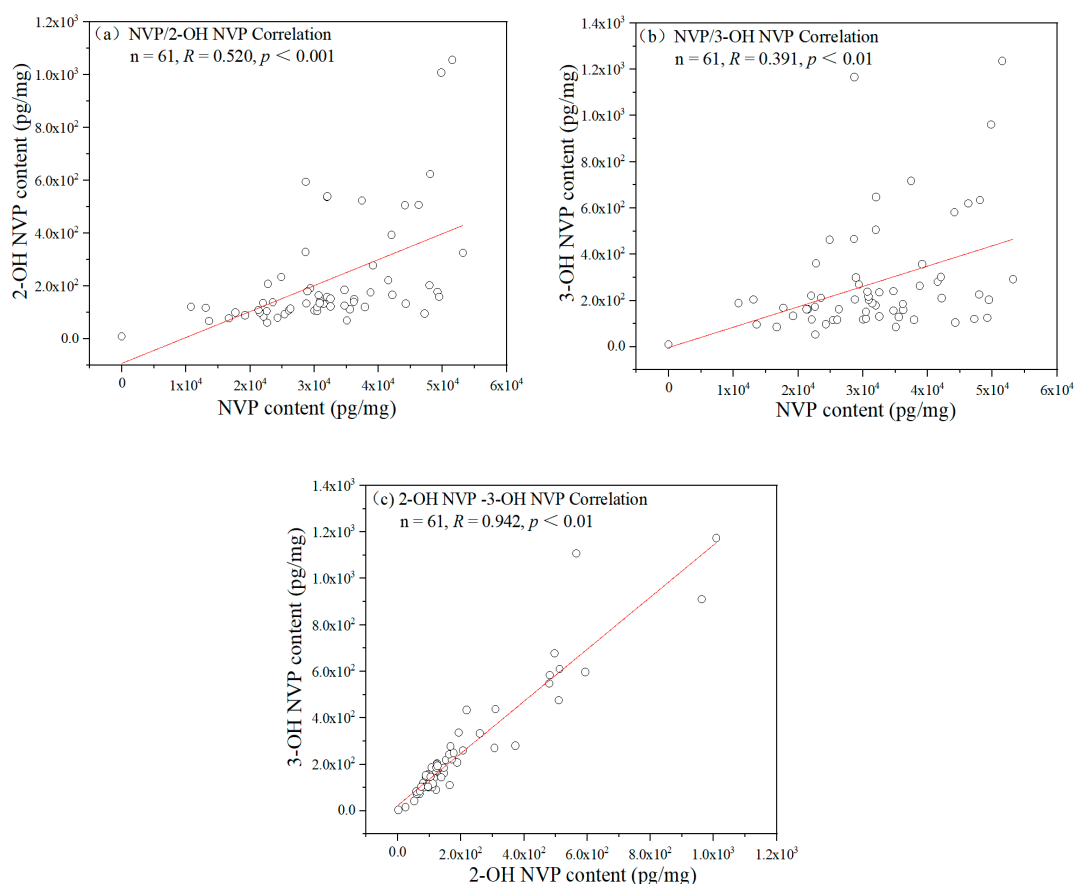 (a) NVP/2-OH NVP Correlation
n = 61, R = 0.520, p < 0.001
1.2x10³
1.0x10³
8.0x10²
6.0x10²
4.0x10²
2.0x10²
0.0
2-OH NVP content (pg/mg)
0 1x10⁴ 2x10⁴ 3x10⁴ 4x10⁴ 5x10⁴ 6x10⁴
NVP content (pg/mg)
(b) NVP/3-OH NVP Correlation
n = 61, R = 0.391, p < 0.01
1.4x10³
1.2x10³
1.0x10³
8.0x10²
6.0x10²
4.0x10²
2.0x10²
0.0
3-OH NVP content (pg/mg)
0 1x10⁴ 2x10⁴ 3x10⁴ 4x10⁴ 5x10⁴ 6x10⁴
NVP content (pg/mg)
(c) 2-OH NVP -3-OH NVP Correlation
n = 61, R = 0.942, p < 0.01
1.4x10³
1.2x10³
1.0x10³
8.0x10²
6.0x10²
4.0x10²
2.0x10²
0.0
3-OH NVP content (pg/mg)
0.0 2.0x10² 4.0x10² 6.0x10² 8.0x10² 1.0x10³ 1.2x10³
2-OH NVP content (pg/mg)